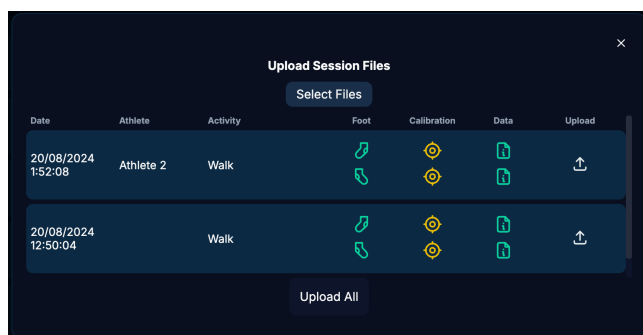 Upload Session Files
Select Files
Date Athlete Activity Foot Calibration Data Upload
20/08/2024
1:52:08
Athlete 2
Walk
20/08/2024
12:50:04
Walk
Upload All